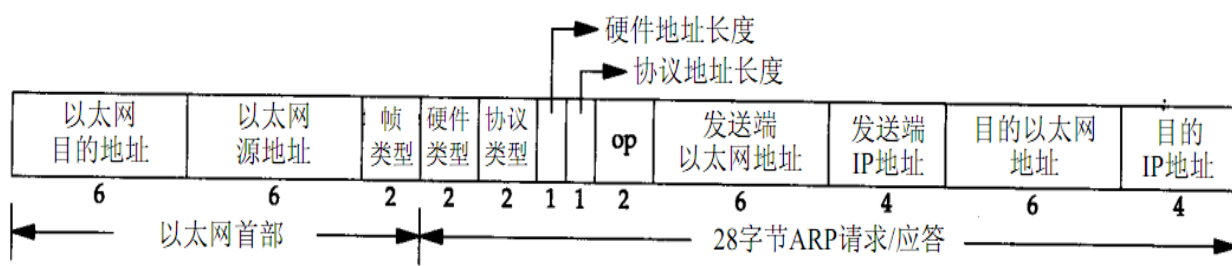 硬件地址长度
协议地址长度
以太网
目的地址
以太网
源地址
帧
类型
硬件
类型
协议
类型
op
发送端
以太网地址
发送端
IP地址
目的以太网
地址
目的
IP地址
6
6
2
2
2
1
1
2
6
4
6
4
以太网首部
28字节ARP请求/应答